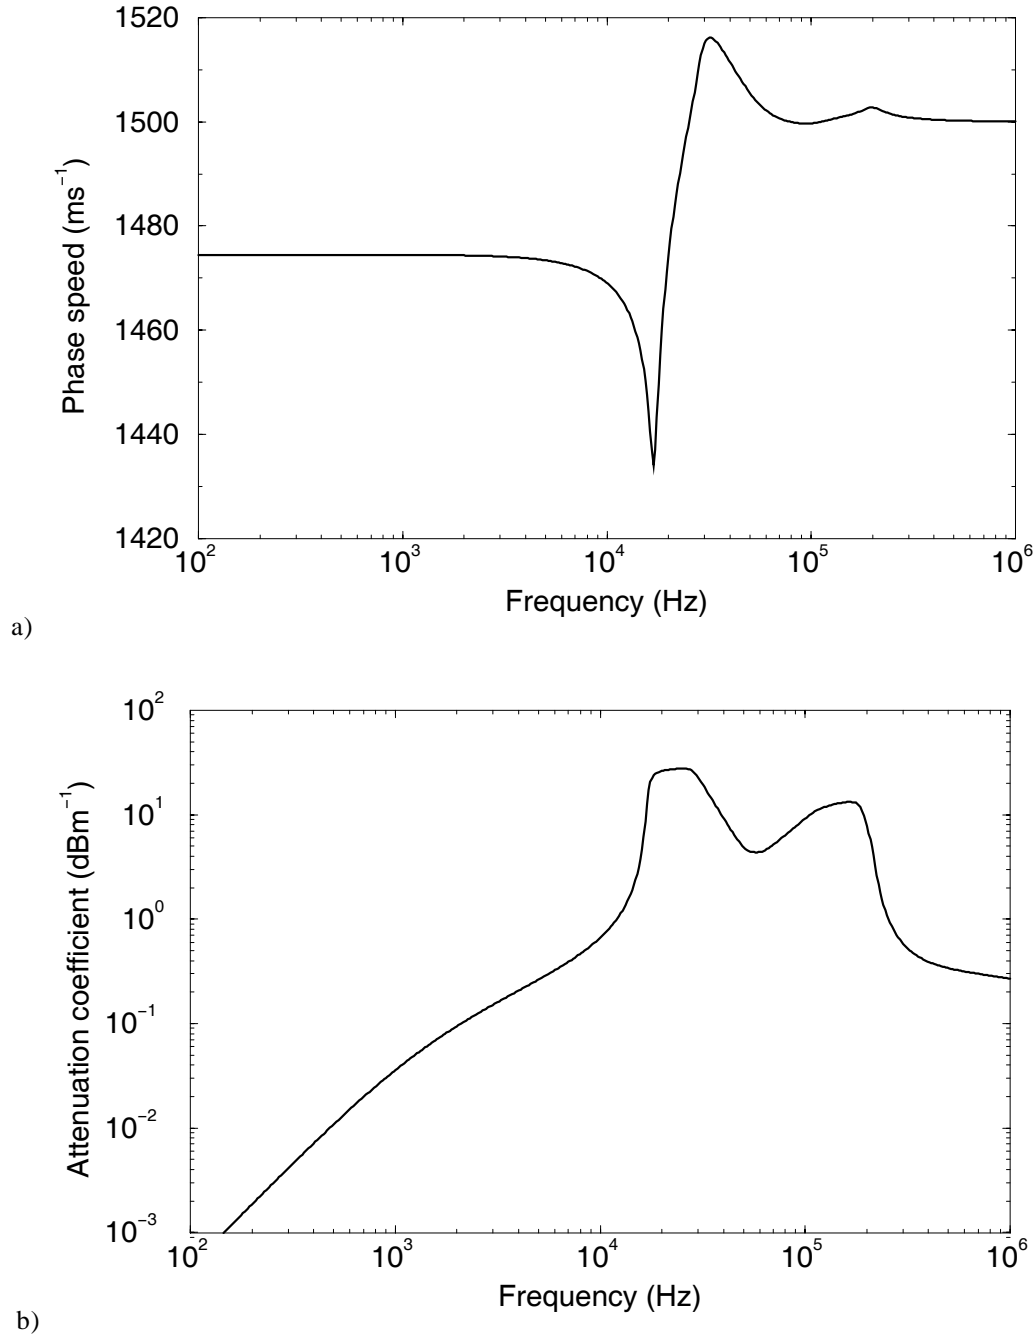 1520
1500
1480
1460
1440
1420
Phase speed (ms⁻¹)
10² 10³ 10⁴ 10⁵ 10⁶
Frequency (Hz)
a)
10²
10¹
10⁰
10⁻¹
10⁻²
10⁻³
Attenuation coefficient (dBm⁻¹)
10² 10³ 10⁴ 10⁵ 10⁶
Frequency (Hz)
b)